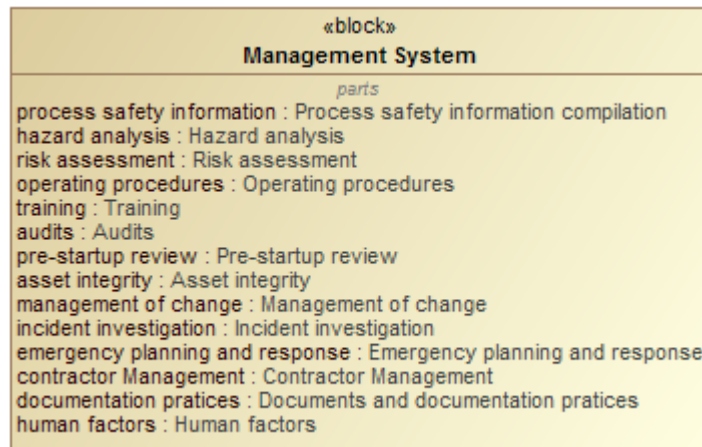 «block»
Management System
parts
process safety information : Process safety information compilation
hazard analysis : Hazard analysis
risk assessment : Risk assessment
operating procedures : Operating procedures
training : Training
audits : Audits
pre-startup review : Pre-startup review
asset integrity : Asset integrity
management of change : Management of change
incident investigation : Incident investigation
emergency planning and response : Emergency planning and response
contractor Management : Contractor Management
documentation pratices : Documents and documentation pratices
human factors : Human factors